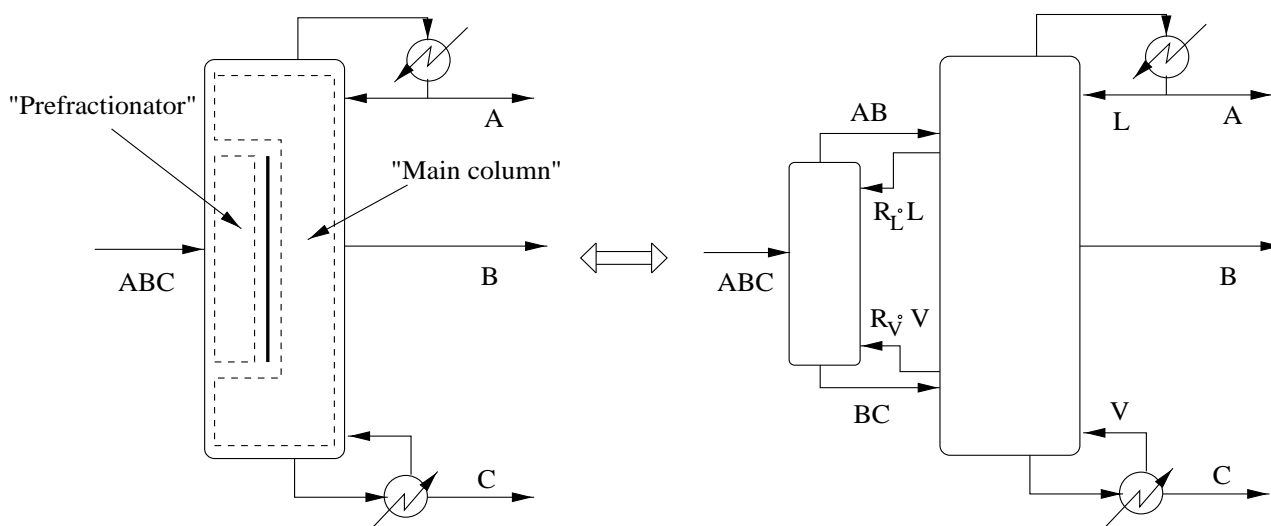 "Prefractionator"
A
"Main column"
ABC
B
C
AB
L
A
R_L∘L
ABC
B
R_V∘V
BC
V
C